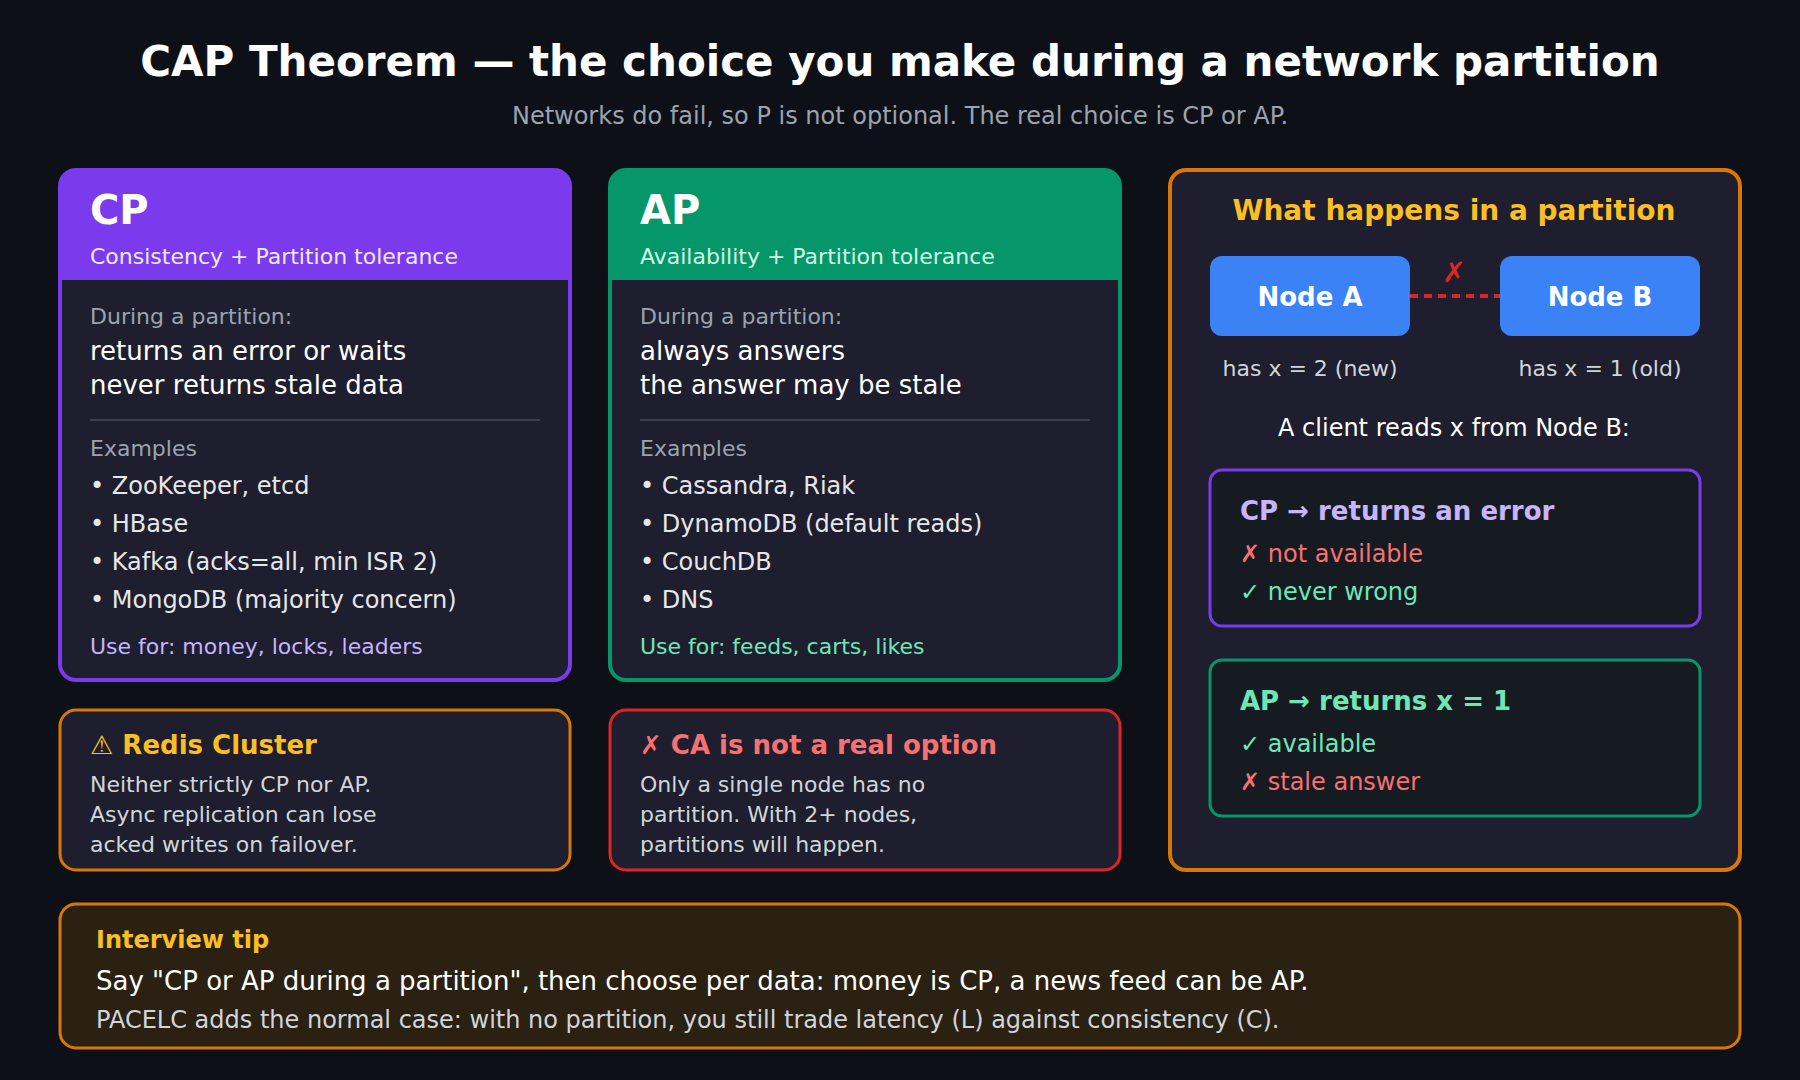 CAP Theorem — the choice you make during a network partition
Networks do fail, so P is not optional. The real choice is CP or AP.
CP
Consistency + Partition tolerance
During a partition:
returns an error or waits
never returns stale data
Examples
• ZooKeeper, etcd
• HBase
• Kafka (acks=all, min ISR 2)
• MongoDB (majority concern)
Use for: money, locks, leaders
AP
Availability + Partition tolerance
During a partition:
always answers
the answer may be stale
Examples
• Cassandra, Riak
• DynamoDB (default reads)
• CouchDB
• DNS
Use for: feeds, carts, likes
What happens in a partition
Node A
✗
Node B
has x = 2 (new)
has x = 1 (old)
A client reads x from Node B:
CP → returns an error
✗ not available
✓ never wrong
AP → returns x = 1
✓ available
✗ stale answer
⚠ Redis Cluster
Neither strictly CP nor AP.
Async replication can lose
acked writes on failover.
✗ CA is not a real option
Only a single node has no
partition. With 2+ nodes,
partitions will happen.
Interview tip
Say "CP or AP during a partition", then choose per data: money is CP, a news feed can be AP.
PACELC adds the normal case: with no partition, you still trade latency (L) against consistency (C).